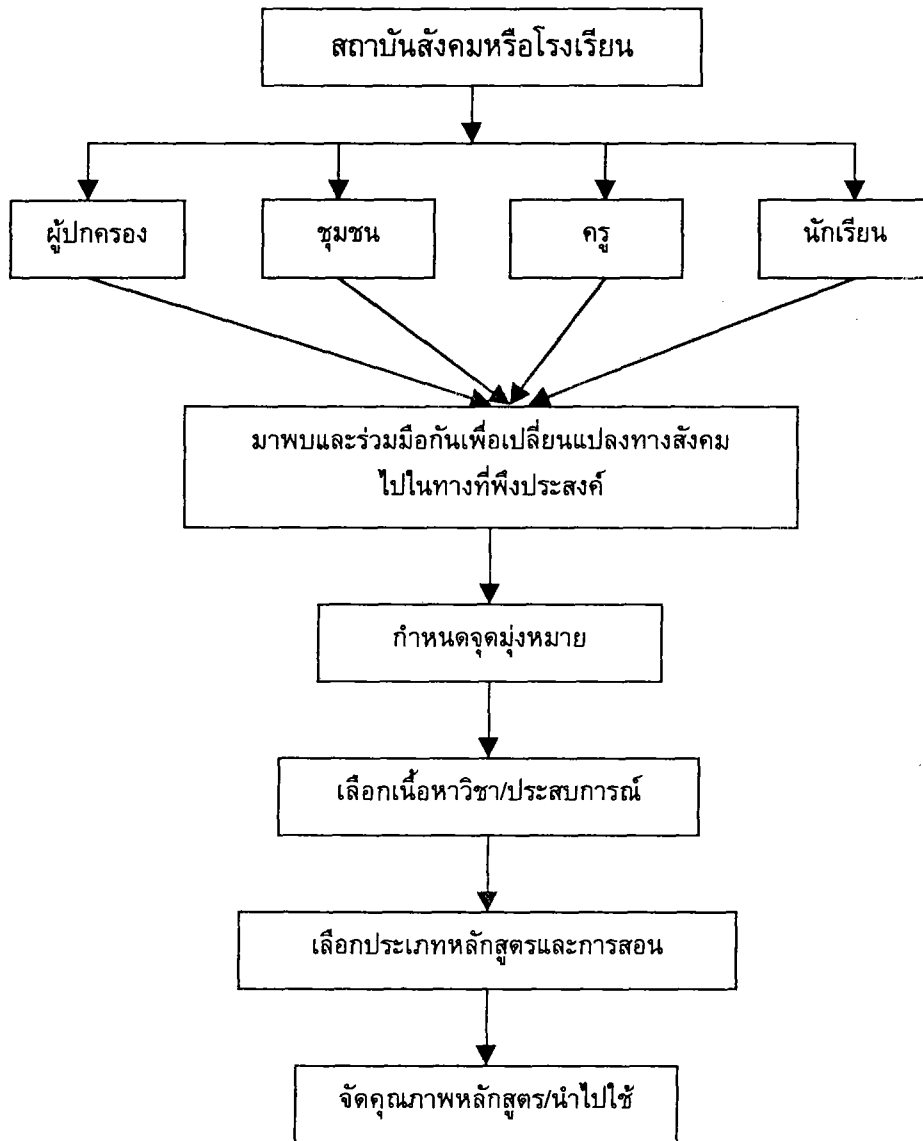 สถาบันสังคมหรือโรงเรียน
ผู้ปกครอง
ชุมชน
ครู
นักเรียน
มาพบและร่วมมือกันเพื่อเปลี่ยนแปลงทางสังคม
ไปในทางที่พึงประสงค์
กำหนดจุดมุ่งหมาย
เลือกเนื้อหาวิชา/ประสบการณ์
เลือกประเภทหลักสูตรและการสอน
จัดคุณภาพหลักสูตร/นำไปใช้